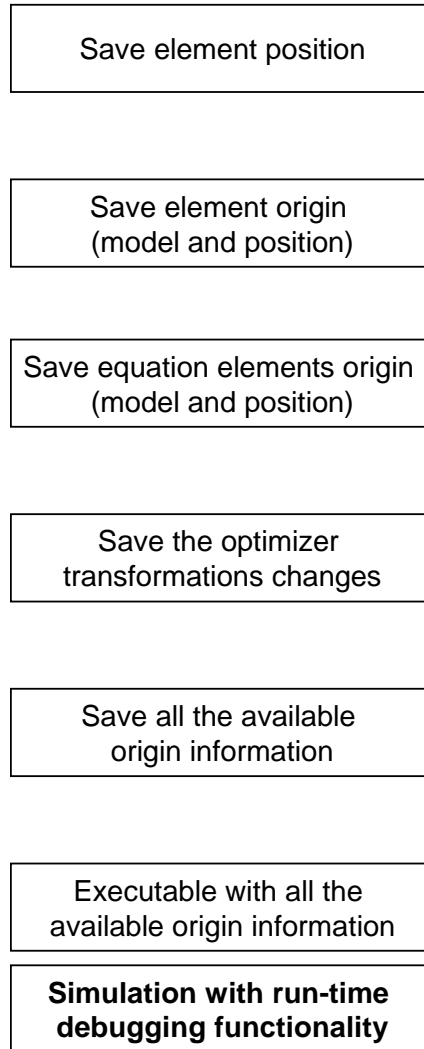 Save element position
Save element origin
(model and position)
Save equation elements origin
(model and position)
Save the optimizer
transformations changes
Save all the available
origin information
Executable with all the
available origin information
Simulation with run-time
debugging functionality